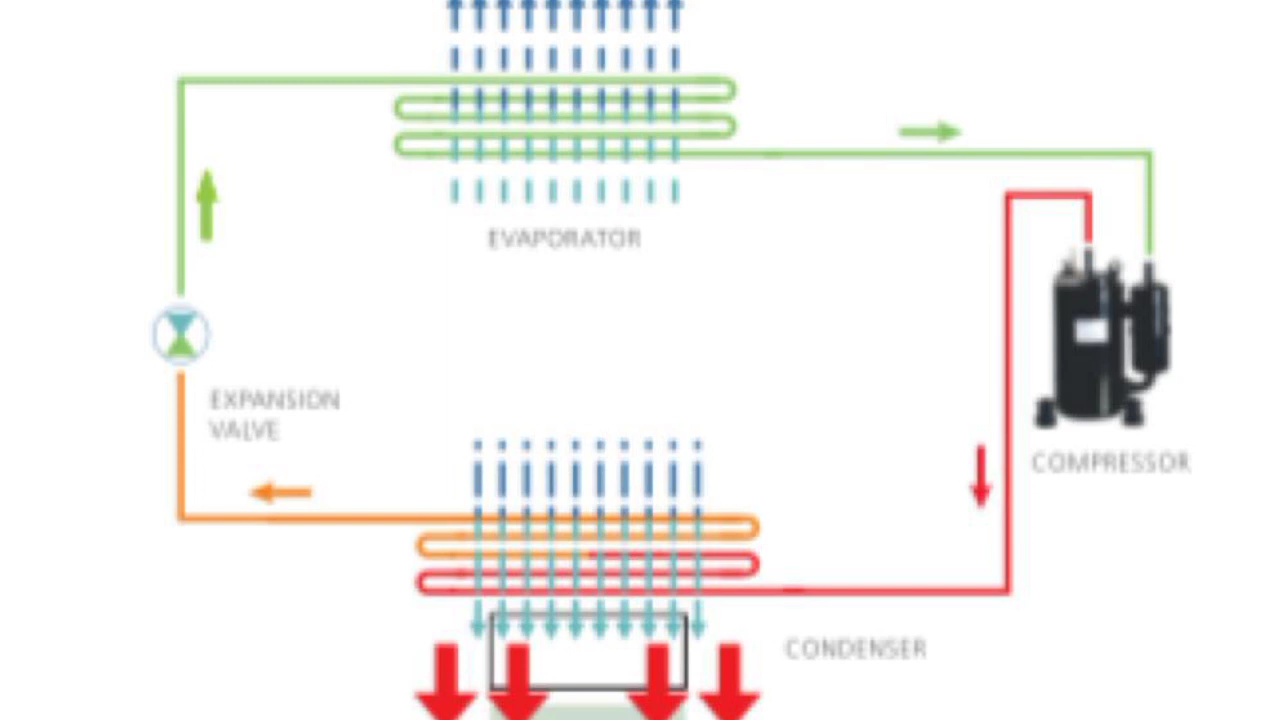 EVAPORATOR
EXPANSION
VALVE
COMPRESSOR
CONDENSER